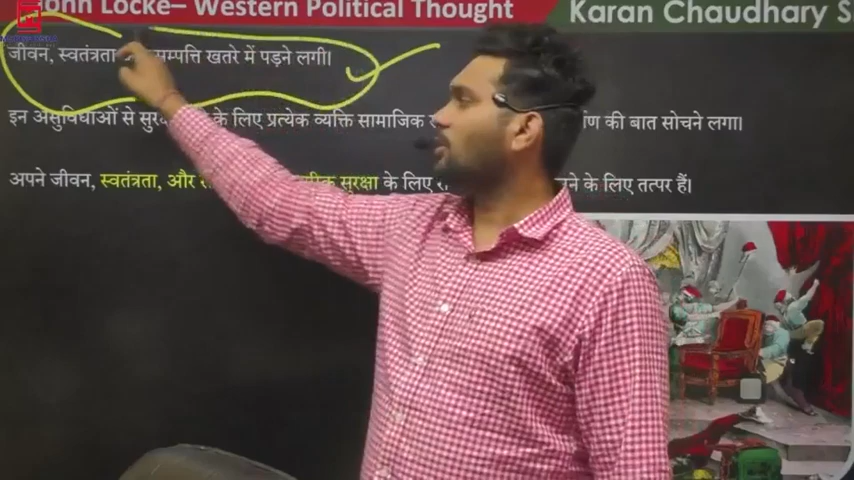 John Locke– Western Political Thought
Karan Chaudhary S
जीवन, स्वतंत्रता सम्पत्ति खतरे में पड़ने लगी।
इन असुविधाओं से के लिए प्रत्येक व्यक्ति सामाजिक की बात सोचने लगा।
अपने जीवन, स्वतंत्रता, और सुरक्षा के लिए के लिए तत्पर हैं।